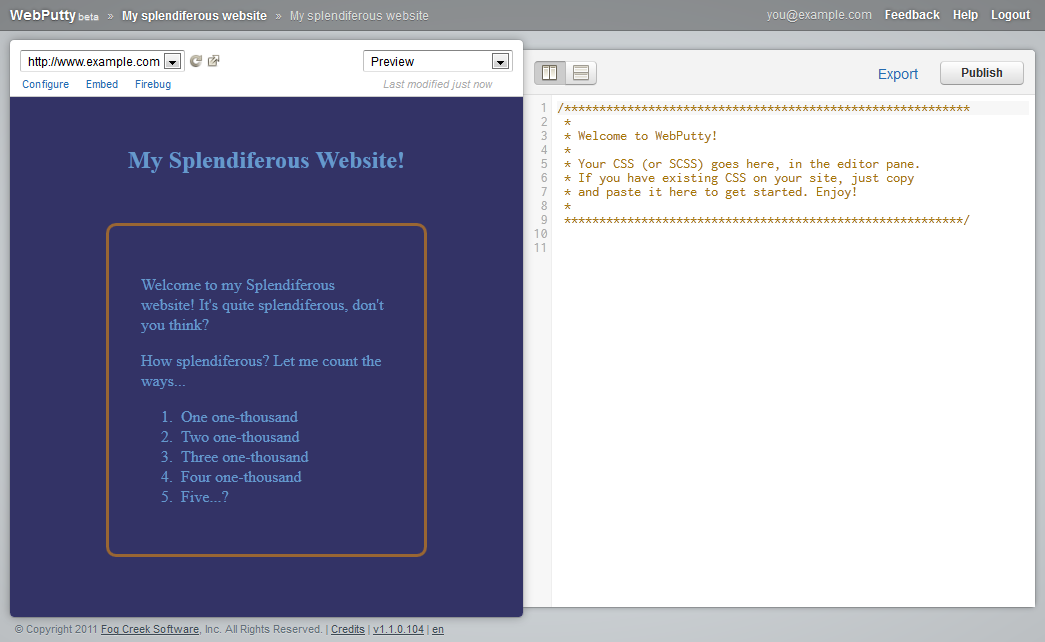 WebPutty beta » My splendiferous website » My splendiferous website
you@example.com Feedback Help Logout
http://www.example.com
Preview
Configure Embed Firebug
Last modified just now
My Splendiferous Website!
Welcome to my Splendiferous
website! It's quite splendiferous, don't
you think?
How splendiferous? Let me count the
ways...
1. One one-thousand
2. Two one-thousand
3. Three one-thousand
4. Four one-thousand
5. Five...?
Export Publish
1 /**********************************************************
2 *
3 * Welcome to WebPutty!
4 *
5 * Your CSS (or SCSS) goes here, in the editor pane.
6 * If you have existing CSS on your site, just copy
7 * and paste it here to get started. Enjoy!
8 *
9 *********************************************************/
10
11
© Copyright 2011 Fog Creek Software, Inc. All Rights Reserved. | Credits | v1.1.0.104 | en